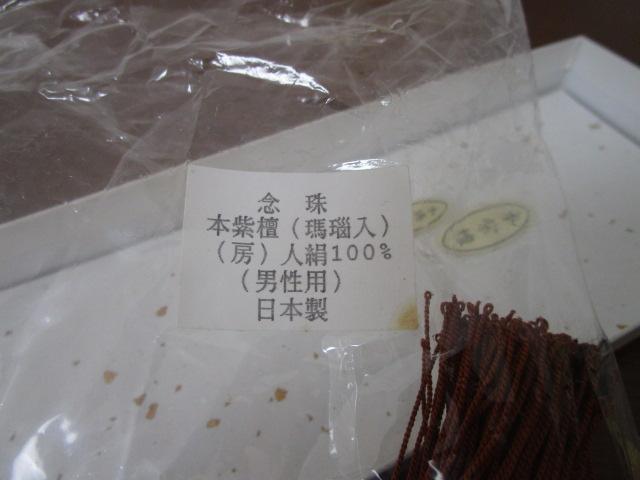 念 珠
本紫檀(瑪瑙入)
(房)人絹100%
(男性用)
日本製